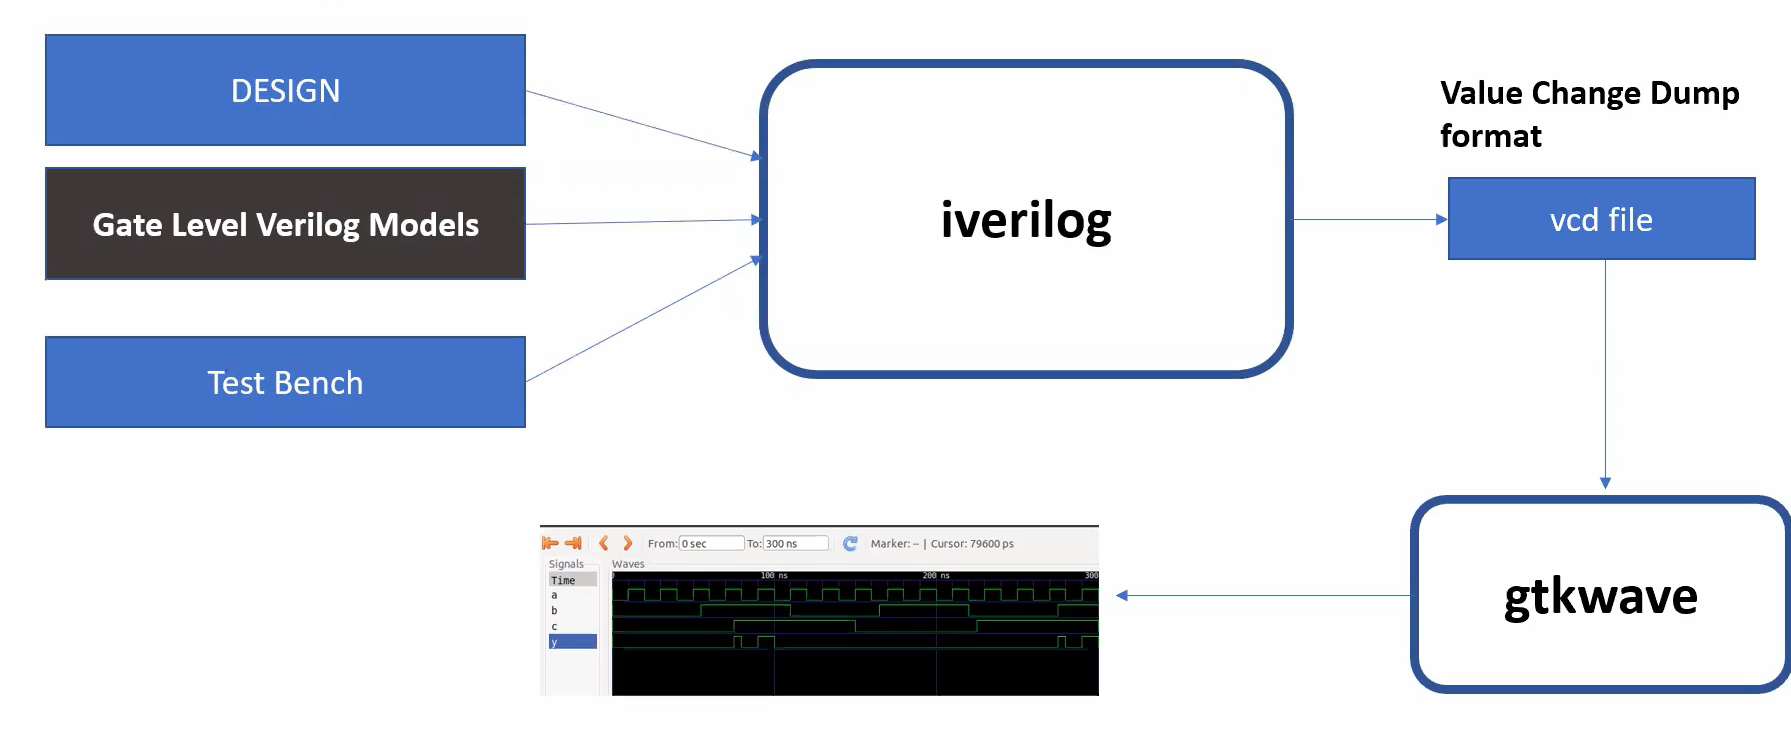 DESIGN
Gate Level Verilog Models
Test Bench
iverilog
Value Change Dump
format
vcd file
gtkwave
From: 0 sec To: 300 ns Marker: -- | Cursor: 79600 ps
Signals
Waves
Time
100 ns 200 ns 300
a
b
c
y